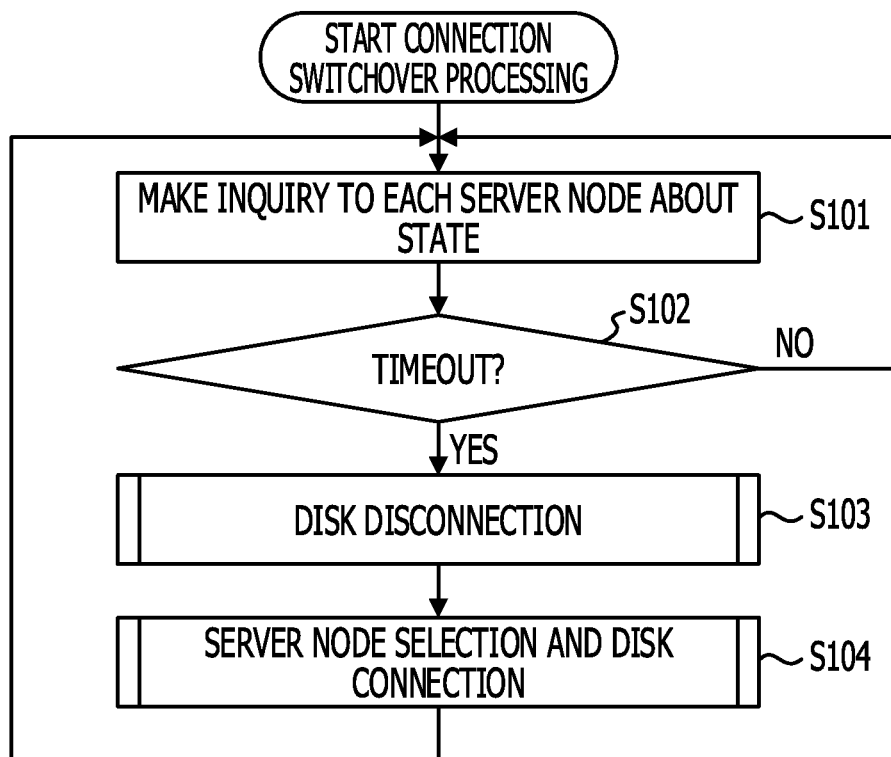 START CONNECTION
SWITCHOVER PROCESSING
MAKE INQUIRY TO EACH SERVER NODE ABOUT
STATE
S101
S102
TIMEOUT?
NO
YES
DISK DISCONNECTION
S103
SERVER NODE SELECTION AND DISK
CONNECTION
S104